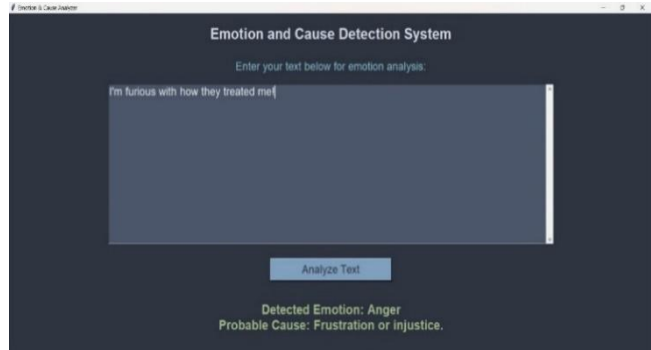 Emotion & Cause Analyzer
Emotion and Cause Detection System
Enter your text below for emotion analysis:
I'm furious with how they treated me!
Analyze Text
Detected Emotion: Anger
Probable Cause: Frustration or injustice.